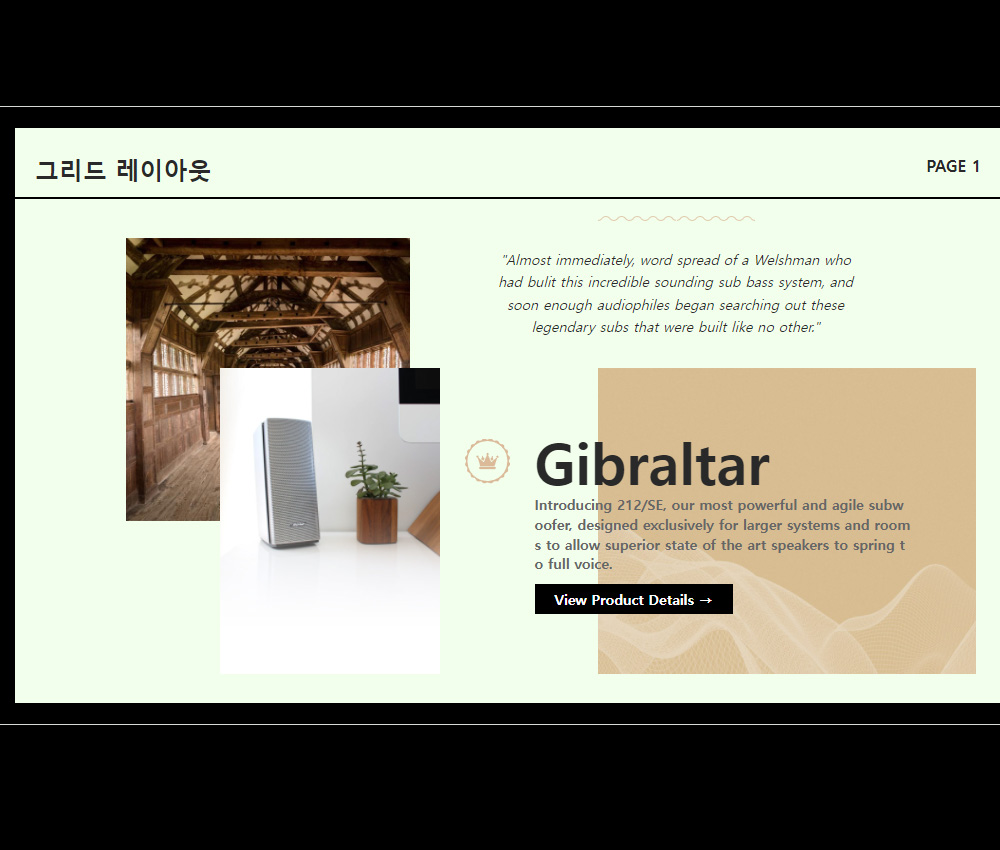 그리드 레이아웃
PAGE 1
"Almost immediately, word spread of a Welshman who
had bulit this incredible sounding sub bass system, and
soon enough audiophiles began searching out these
legendary subs that were built like no other."
Gibraltar
Introducing 212/SE, our most powerful and agile subw
oofer, designed exclusively for larger systems and room
s to allow superior state of the art speakers to spring t
o full voice.
View Product Details →